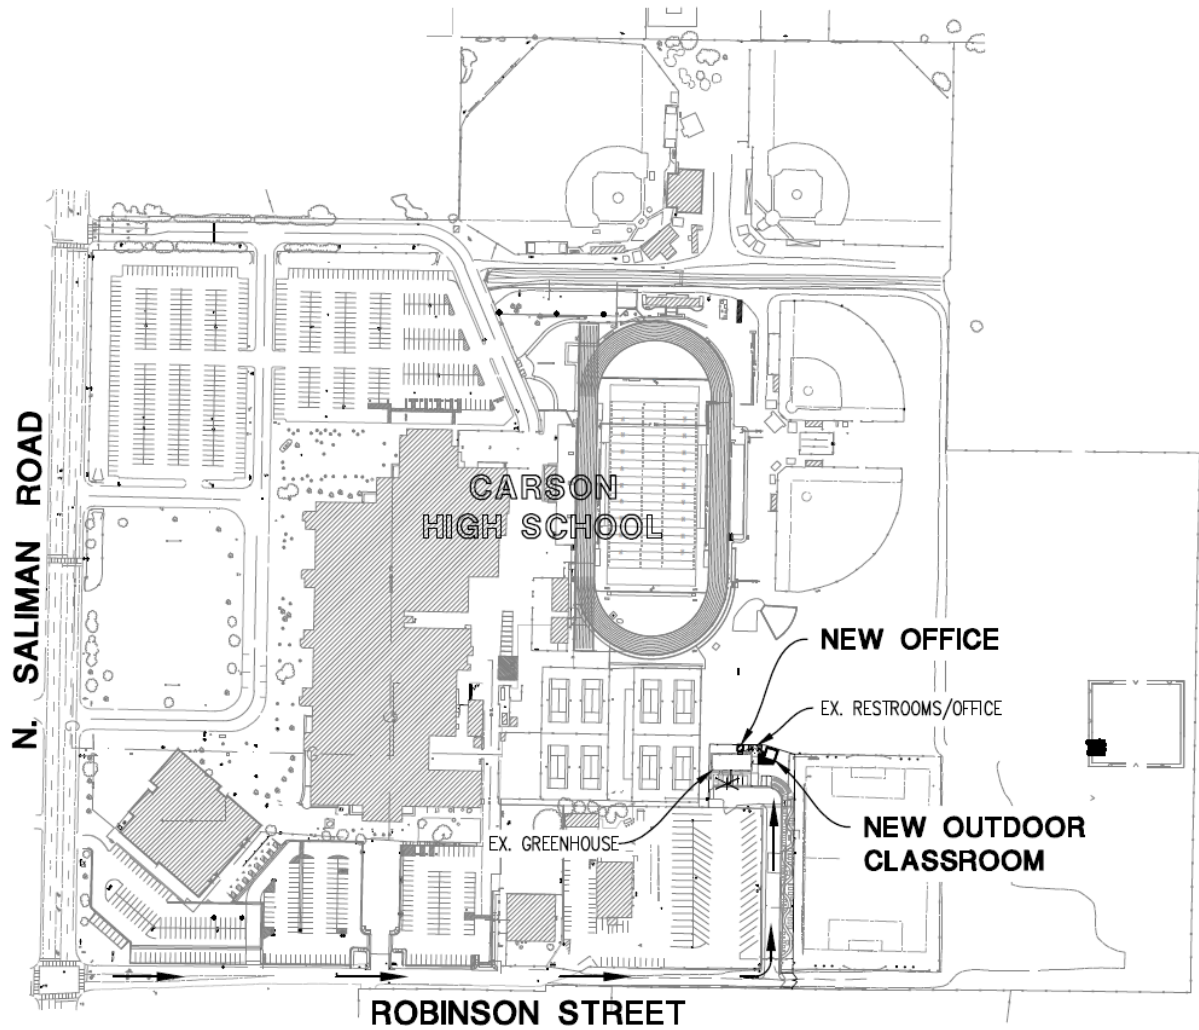 N. SALIMAN ROAD
CARSON
HIGH SCHOOL
NEW OFFICE
EX. RESTROOMS/OFFICE
EX. GREENHOUSE
NEW OUTDOOR
CLASSROOM
ROBINSON STREET